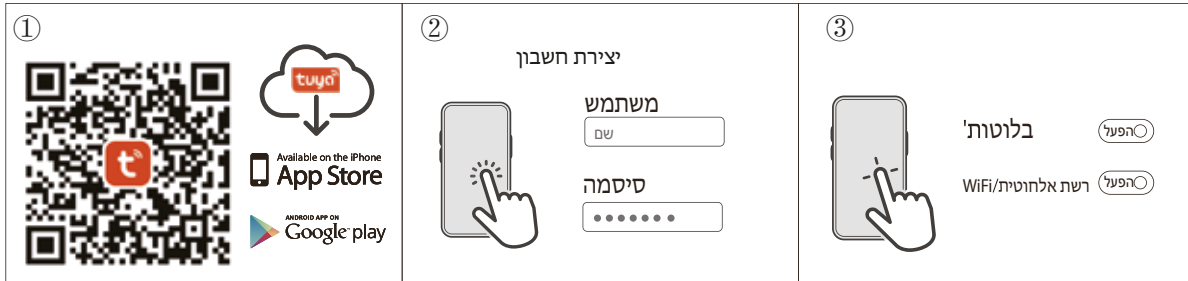 ①
tuya
t
Available on the iPhone
App Store
ANDROID APP ON
Google play
②
יצירת חשבון
משתמש
שם
סיסמה
③
בלוטות'
הפעל
רשת אלחוטית/WiFi
הפעל